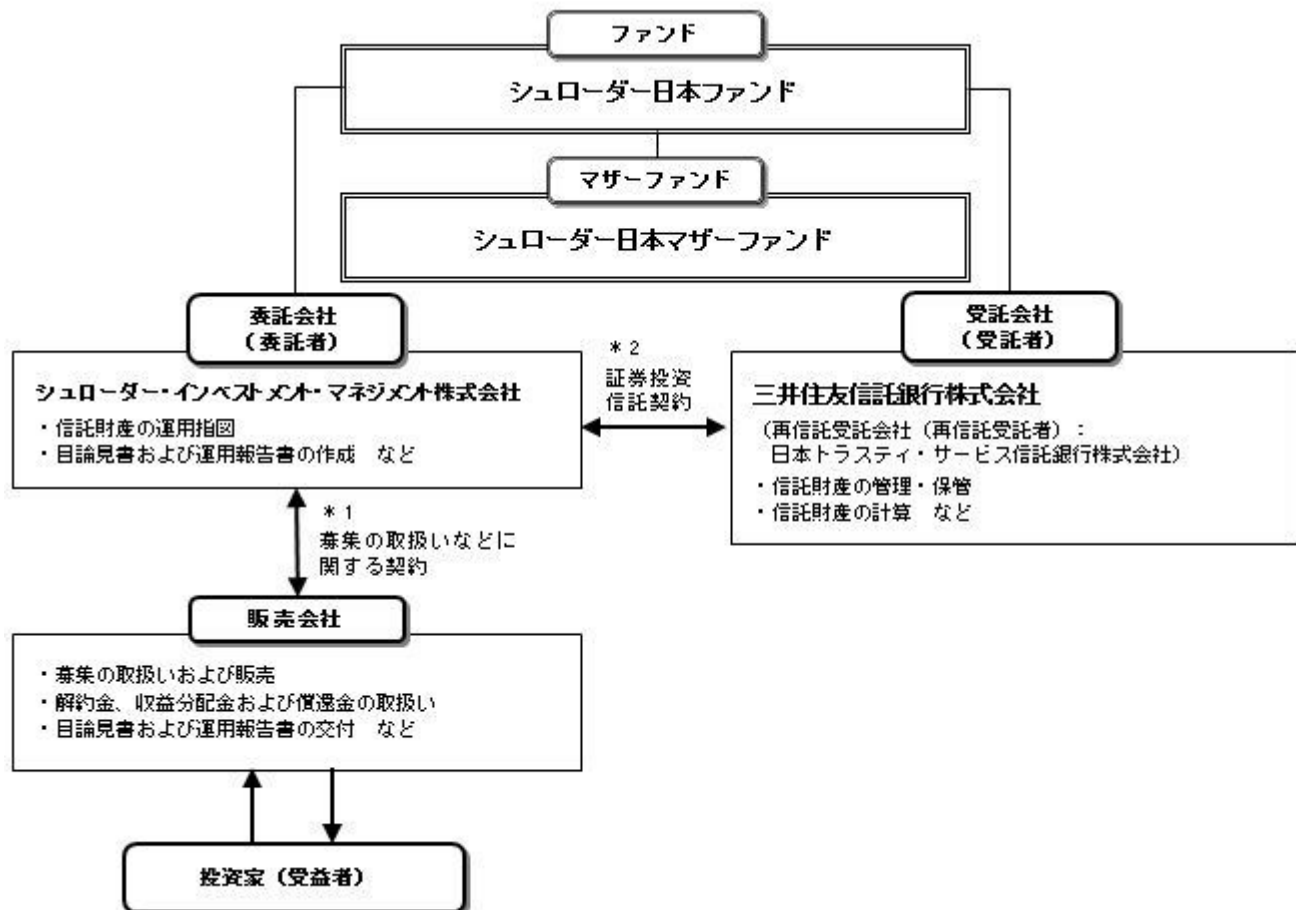 ファンド
シュローダー日本ファンド
マザーファンド
シュローダー日本マザーファンド
委託会社
（委託者）
シュローダー・インベストメント・マネジメント株式会社
・信託財産の運用指図
・目論見書および運用報告書の作成　など
＊2
証券投資
信託契約
受託会社
（受託者）
三井住友信託銀行株式会社
（再信託受託会社（再信託受託者）：
日本トラスティ・サービス信託銀行株式会社）
・信託財産の管理・保管
・信託財産の計算　など
＊1
募集の取扱いなどに
関する契約
販売会社
・募集の取扱いおよび販売
・解約金、収益分配金および償還金の取扱い
・目論見書および運用報告書の交付　など
投資家（受益者）